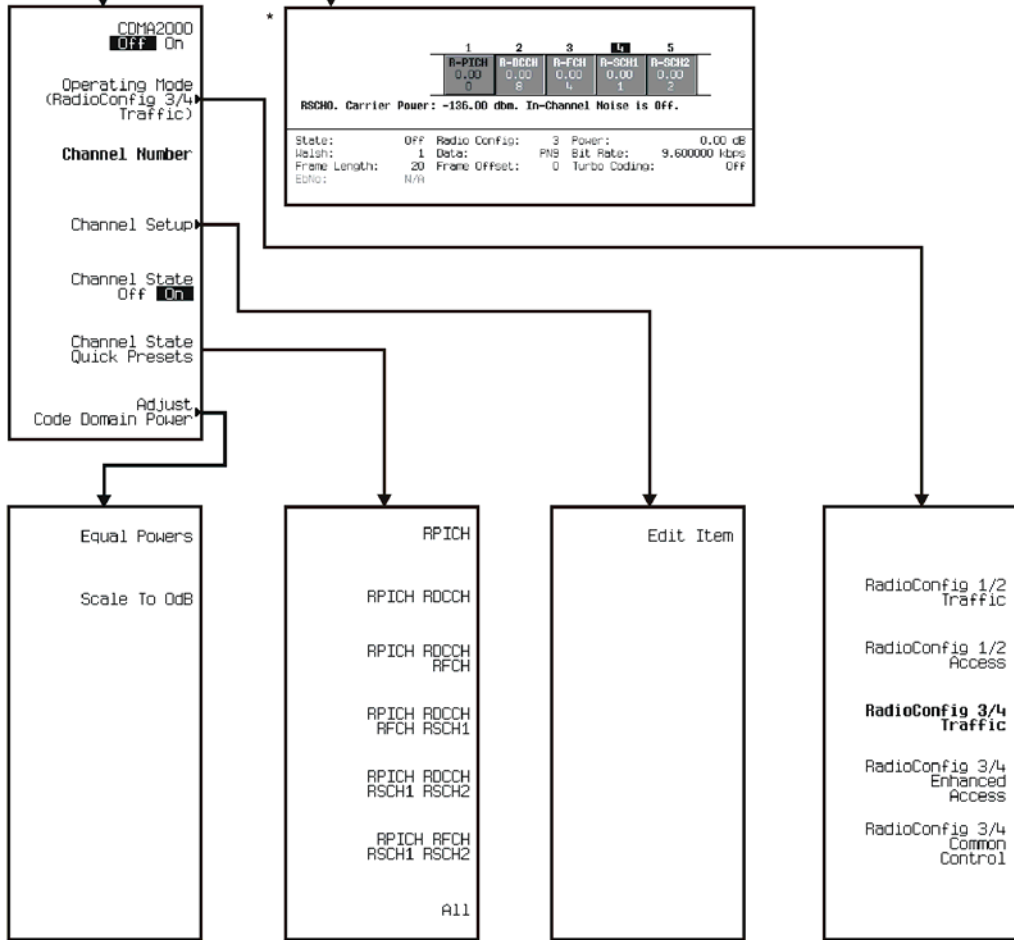 CDMA2000
Off On
Operating Mode
(RadioConfig 3/4
Traffic)
Channel Number
Channel Setup
Channel State
Off On
Channel State
Quick Presets
Adjust
Code Domain Power
*
1 2 3 4 5
R-PICH R-DCCH R-FCH R-SCH1 R-SCH2
0.00 0.00 0.00 0.00 0.00
0 8 4 1 2
RSCHO. Carrier Power: -136.00 dbm. In-Channel Noise is Off.
State: Off Radio Config: 3 Power: 0.00 dB
Walsh: 1 Data: PN9 Bit Rate: 9.600000 kbps
Frame Length: 20 Frame Offset: 0 Turbo Coding: Off
EbNo: N/A
Equal Powers
Scale To 0dB
RPICH
RPICH RDCCH
RPICH RDCCH
RFCH
RPICH RDCCH
RFCH RSCH1
RPICH RDCCH
RSCH1 RSCH2
RPICH RFCH
RSCH1 RSCH2
All
Edit Item
RadioConfig 1/2
Traffic
RadioConfig 1/2
Access
RadioConfig 3/4
Traffic
RadioConfig 3/4
Enhanced
Access
RadioConfig 3/4
Common
Control